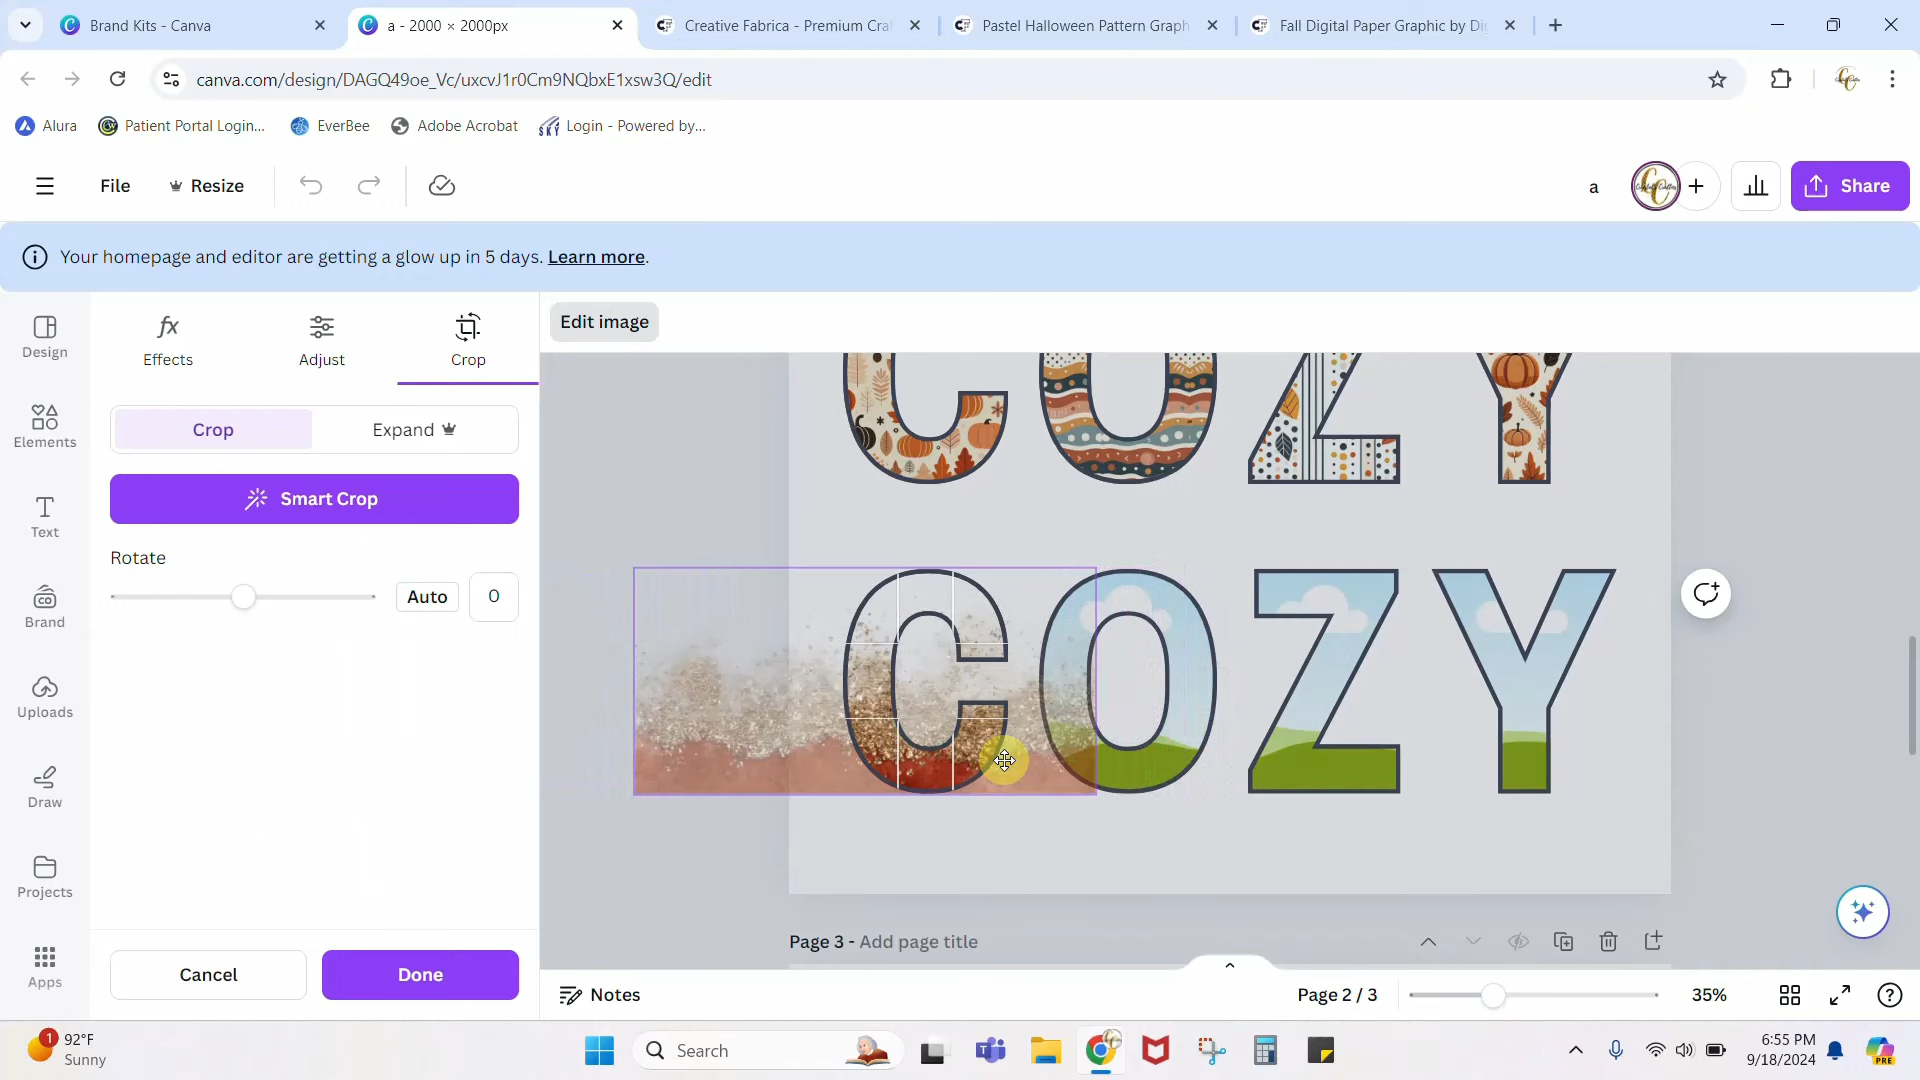 Brand Kits - Canva
a - 2000 × 2000px
Creative Fabrica - Premium Cra
Pastel Halloween Pattern Graph
Fall Digital Paper Graphic by Di
canva.com/design/DAGQ49oe_Vc/uxcvJ1r0Cm9NQbxE1xsw3Q/edit
Alura
Patient Portal Login...
EverBee
Adobe Acrobat
Login - Powered by...
File
Resize
a
Share
Your homepage and editor are getting a glow up in 5 days. Learn more.
Design
Elements
Text
Brand
Uploads
Draw
Projects
Apps
Effects
Adjust
Crop
Crop
Expand
Smart Crop
Rotate
Auto
0
Cancel
Done
Edit image
COZY
COZY
Page 3 - Add page title
Notes
Page 2 / 3
35%
1
92°F
Sunny
Search
6:55 PM
9/18/2024
PRE